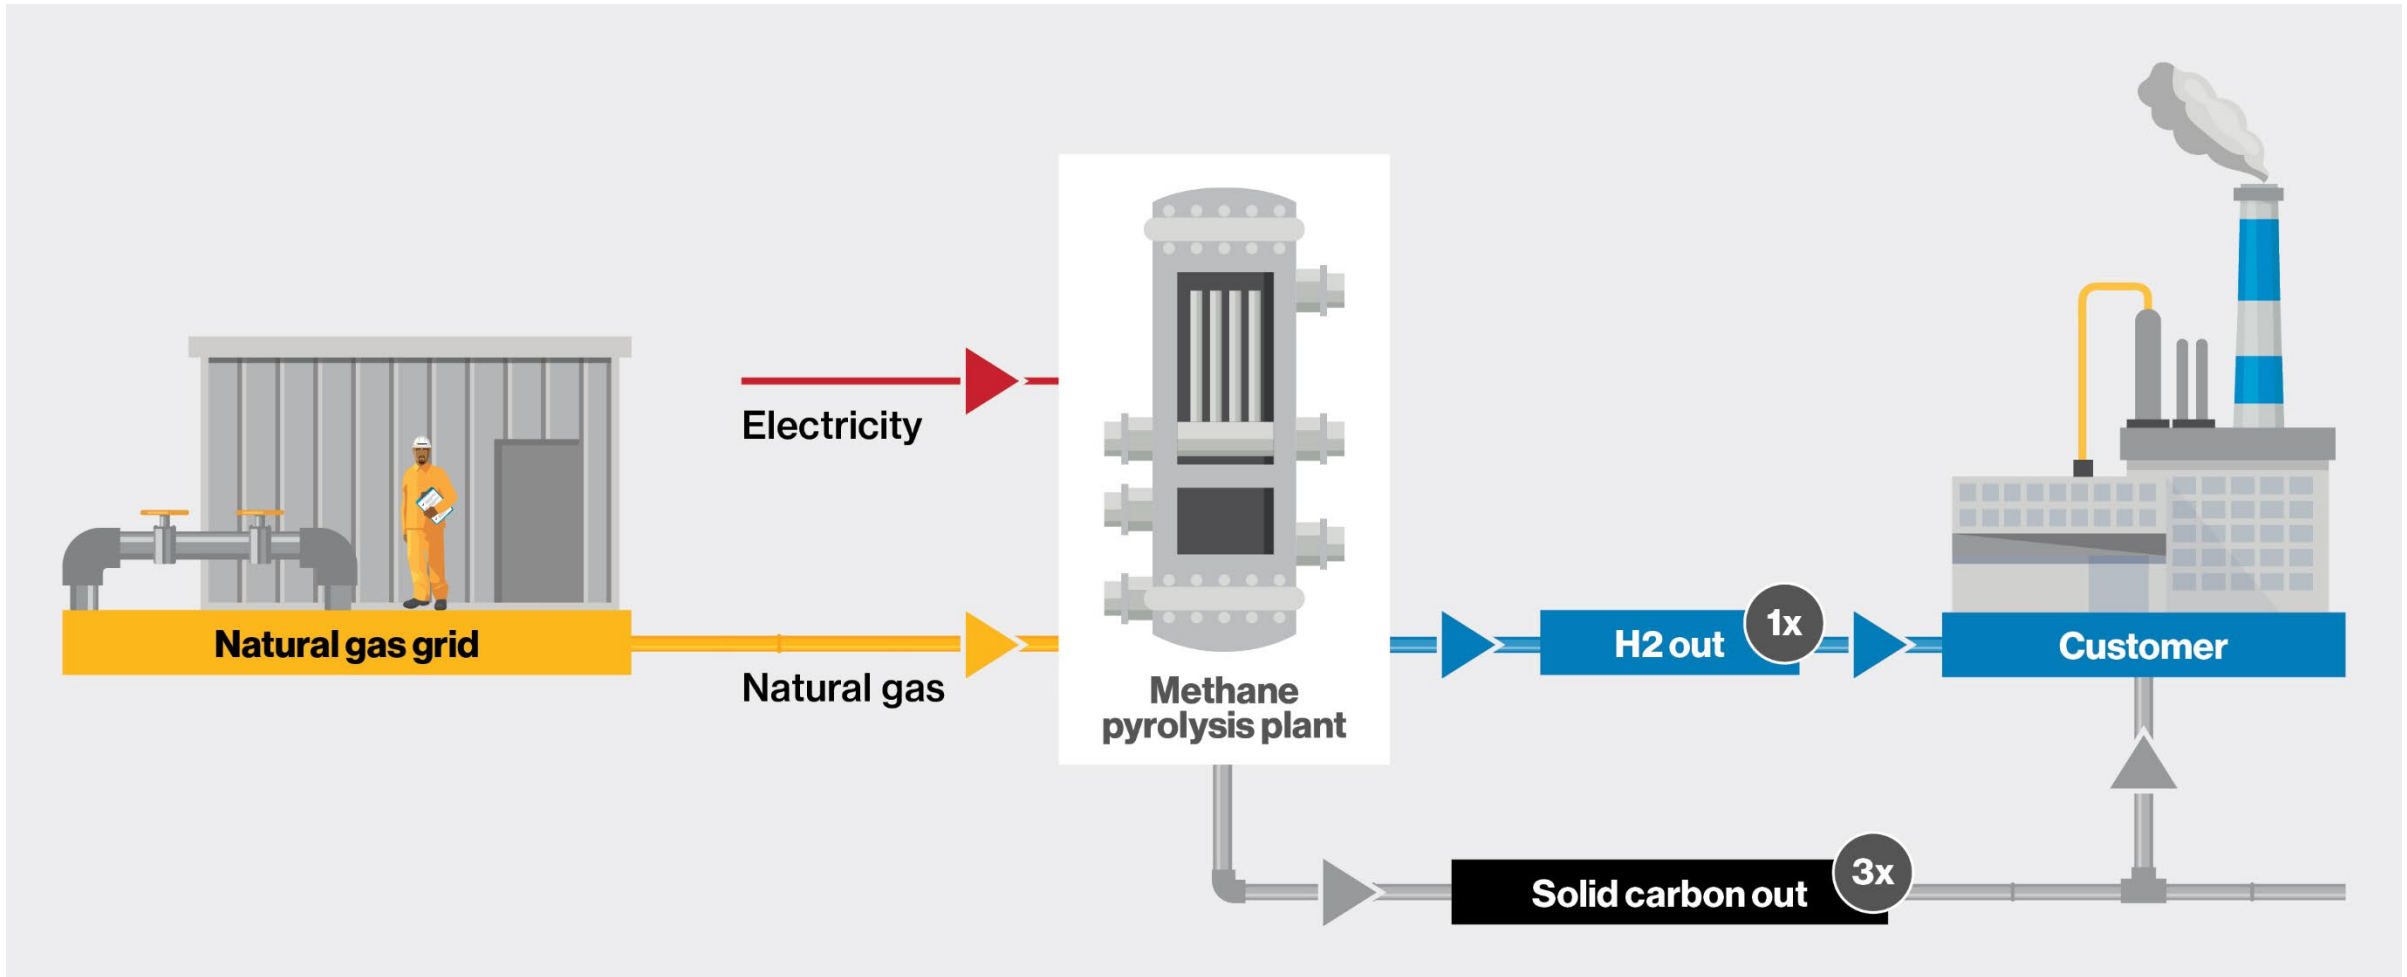 Electricity
Natural gas grid
Natural gas
Methane
pyrolysis plant
H2 out
1x
Customer
Solid carbon out
3x